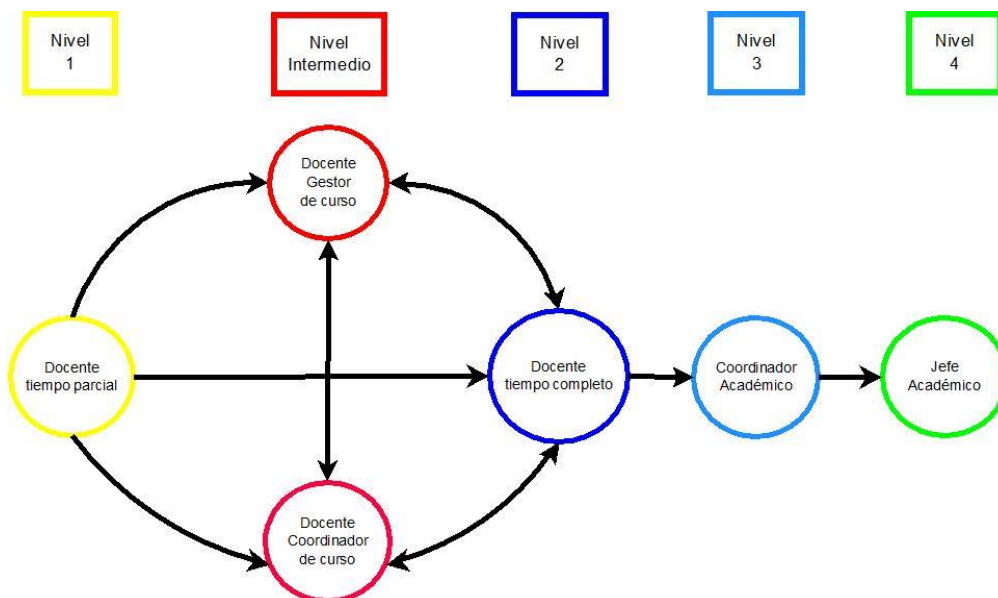 Nivel
1
Nivel
Intermedio
Nivel
2
Nivel
3
Nivel
4
Docente
Gestor
de curso
Docente
tiempo parcial
Docente
tiempo completo
Coordinador
Académico
Jefe
Académico
Docente
Coordinador
de curso